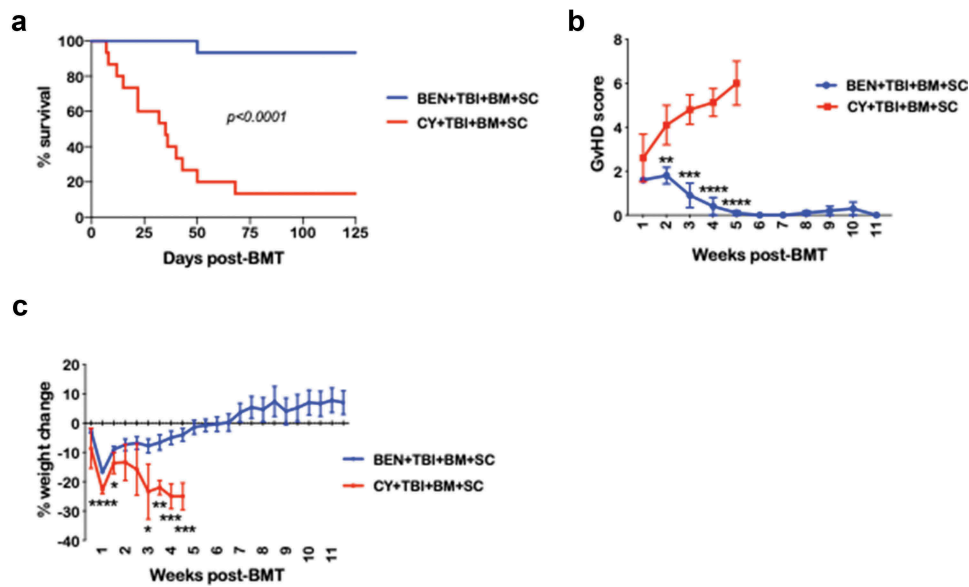 a
100
80
60
40
20
0
% survival
p<0.0001
0 25 50 75 100 125
Days post-BMT
BEN+TBI+BM+SC
CY+TBI+BM+SC
b
8
6
4
2
0
GvHD score
** *** **** ****
1 2 3 4 5 6 7 8 9 10 11
Weeks post-BMT
BEN+TBI+BM+SC
CY+TBI+BM+SC
c
20
10
0
-10
-20
-30
-40
% weight change
**** * * ** *** ***
1 2 3 4 5 6 7 8 9 10 11
Weeks post-BMT
BEN+TBI+BM+SC
CY+TBI+BM+SC